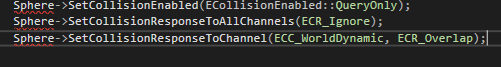 Sphere->SetCollisionEnabled(ECollisionEnabled::QueryOnly);
Sphere->SetCollisionResponseToAllChannels(ECR_Ignore);
Sphere->SetCollisionResponseToChannel(ECC_WorldDynamic, ECR_Overlap);